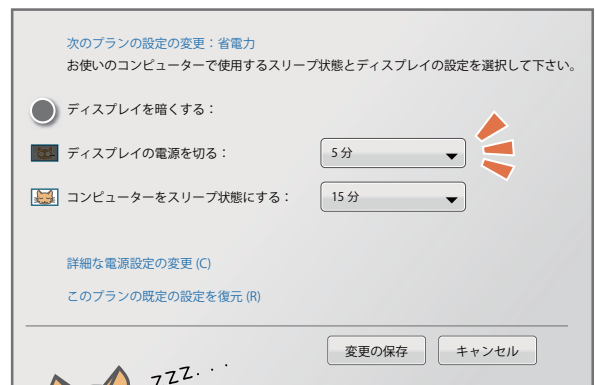 次のプランの設定の変更：省電力
お使いのコンピューターで使用するスリープ状態とディスプレイの設定を選択して下さい。
ディスプレイを暗くする：
ディスプレイの電源を切る： 5 分
コンピューターをスリープ状態にする： 15 分
詳細な電源設定の変更 (C)
このプランの既定の設定を復元 (R)
変更の保存 キャンセル
zzz・・・